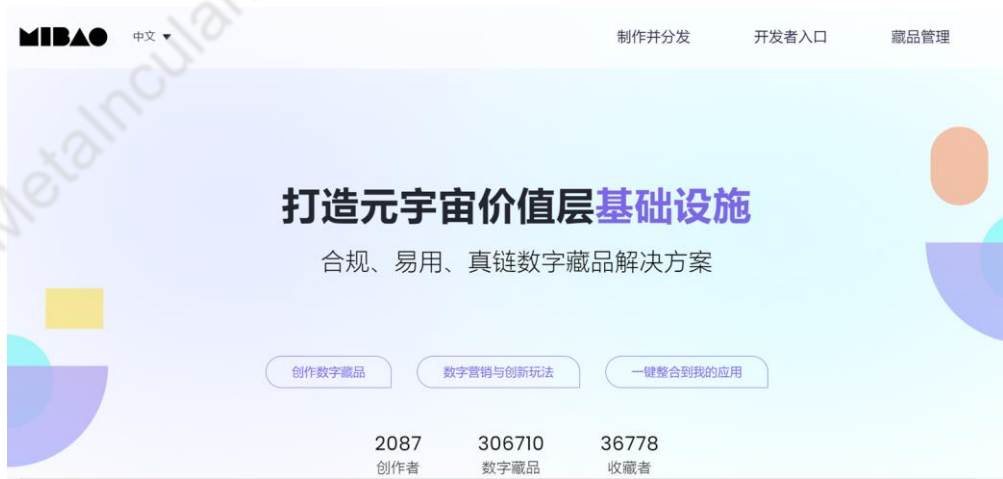 MIBAO 中文 制作并分发 开发者入口 藏品管理
打造元宇宙价值层基础设施
合规、易用、真链数字藏品解决方案
创作数字藏品 数字营销与创新玩法 一键整合到我的应用
2087 306710 36778
创作者 数字藏品 收藏者